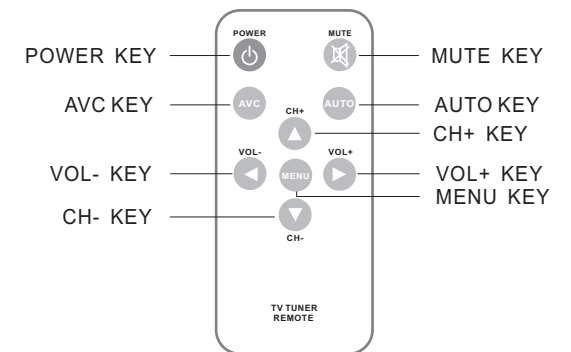 POWER
MUTE
POWER KEY
MUTE KEY
AVC KEY
AVC
AUTO
AUTO KEY
CH+
CH+ KEY
VOL-
VOL+
VOL- KEY
MENU
VOL+ KEY
MENU KEY
CH- KEY
CH-
TV TUNER
REMOTE